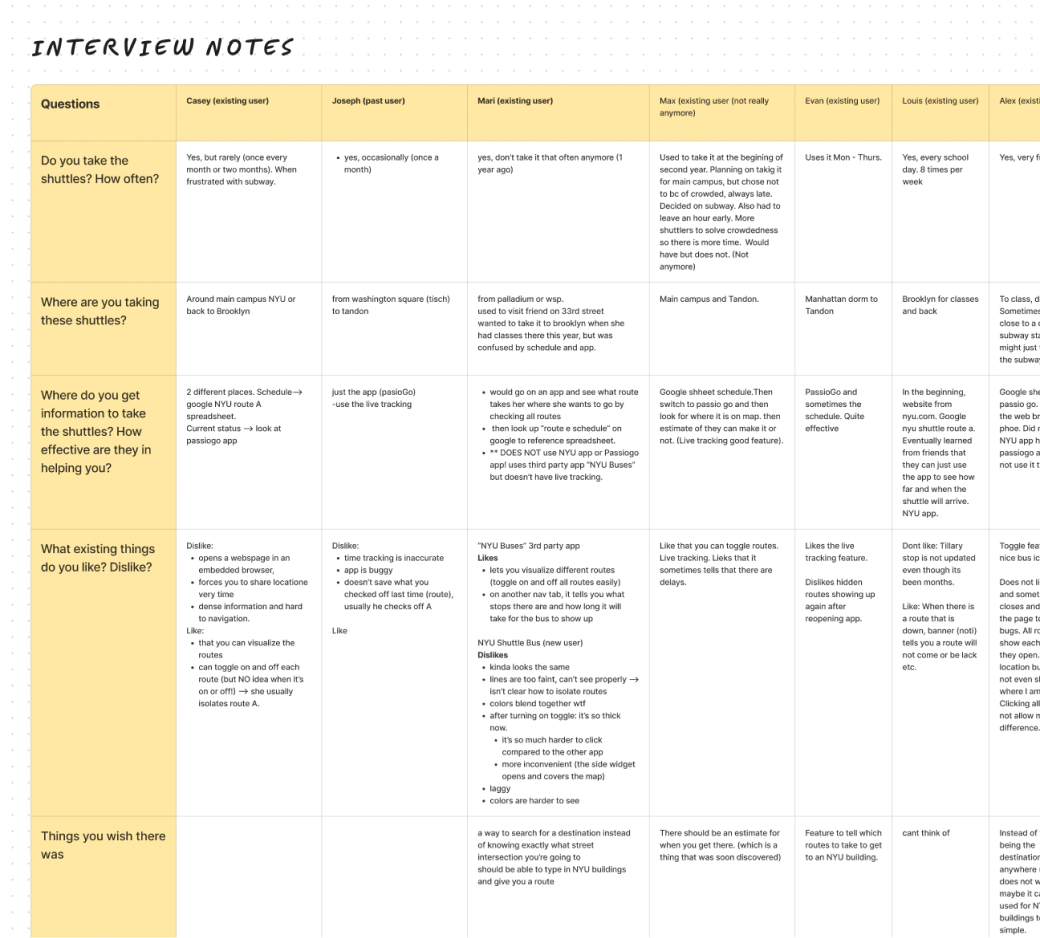 INTERVIEW NOTES
Questions
Casey (existing user)
Joseph (past user)
Mari (existing user)
Max (existing user (not really
anymore)
Evan (existing user)
Louis (existing user)
Alex (existi
Do you take the
shuttles? How often?
Yes, but rarely (once every
month or two months). When
frustrated with subway.
• yes, occasionally (once a
month)
yes, don't take it that often anymore (1
year ago)
Used to take it at the begining of
second year. Planning on takig it
for main campus, but chose not
to bc of crowded, always late.
Decided on subway. Also had to
leave an hour early. More
shuttlers to solve crowdedness
so there is more time. Would
have but does not. (Not
anymore)
Uses it Mon - Thurs.
Yes, every school
day. 8 times per
week
Yes, very f
Where are you taking
these shuttles?
Around main campus NYU or
back to Brooklyn
from washington square (tisch)
to tandon
from palladium or wsp.
used to visit friend on 33rd street
wanted to take it to brooklyn when she
had classes there this year, but was
confused by schedule and app.
Main campus and Tandon.
Manhattan dorm to
Tandon
Brooklyn for classes
and back
To class, d
Sometimes
close to a
subway sta
might just
the subway
Where do you get
information to take
the shuttles? How
effective are they in
helping you?
2 different places. Schedule-->
google NYU route A
spreadsheet.
Current status --> look at
passiogo app
just the app (pasioGo)
-use the live tracking
• would go on an app and see what route
takes her where she wants to go by
checking all routes
• then look up "route e schedule" on
google to reference spreadsheet.
• ** DOES NOT use NYU app or Passiogo
app! uses third party app "NYU Buses"
but doesn't have live tracking.
Google shheet schedule.Then
switch to passio go and then
look for where it is on map. then
estimate of they can make it or
not. (Live tracking good feature).
PassioGo and
sometimes the
schedule. Quite
effective
In the beginning,
website from
nyu.com. Google
nyu shuttle route a.
Eventually learned
from friends that
they can just use
the app to see how
far and when the
shuttle will arrive.
NYU app.
Google she
passio go.
the web br
phoe. Did n
NYU app h
passiogo a
not use it t
What existing things
do you like? Dislike?
Dislike:
• opens a webspage in an
embedded browser,
• forces you to share locatione
very time
• dense information and hard
to navigation.
Like:
• that you can visualize the
routes
• can toggle on and off each
route (but NO idea when it's
on or off!) --> she usually
isolates route A.
Dislike:
• time tracking is inaccurate
• app is buggy
• doesn't save what you
checked off last time (route),
usually he checks off A
Like
"NYU Buses" 3rd party app
Likes
• lets you visualize different routes
(toggle on and off all routes easily)
• on another nav tab, it tells you what
stops there are and how long it will
take for the bus to show up
NYU Shuttle Bus (new user)
Dislikes
• kinda looks the same
• lines are too faint, can't see properly -->
isn't clear how to isolate routes
• colors blend together wtf
• after turning on toggle: it's so thick
now.
• it's so much harder to click
compared to the other app
• more inconvenient (the side widget
opens and covers the map)
• laggy
• colors are harder to see
Like that you can toggle routes.
Live tracking. Lieks that it
sometimes tells that there are
delays.
Likes the live
tracking feature.
Dislikes hidden
routes showing up
again after
reopening app.
Dont like: Tillary
stop is not updated
even though its
been months.
Like: When there is
a route that is
down, banner (noti)
tells you a route will
not come or be lack
etc.
Toggle fea
nice bus ic
Does not li
and somet
closes and
the page to
bugs. All ro
show each
they open.
location bu
not even sh
where I am
Clicking all
not allow m
difference.
Things you wish there
was
a way to search for a destination instead
of knowing exactly what street
intersection you're going to
should be able to type in NYU buildings
and give you a route
There should be an estimate for
when you get there. (which is a
thing that was soon discovered)
Feature to tell which
routes to take to get
to an NYU building.
cant think of
Instead of
being the
destination
anywhere
does not w
maybe it ca
used for NY
buildings to
simple.